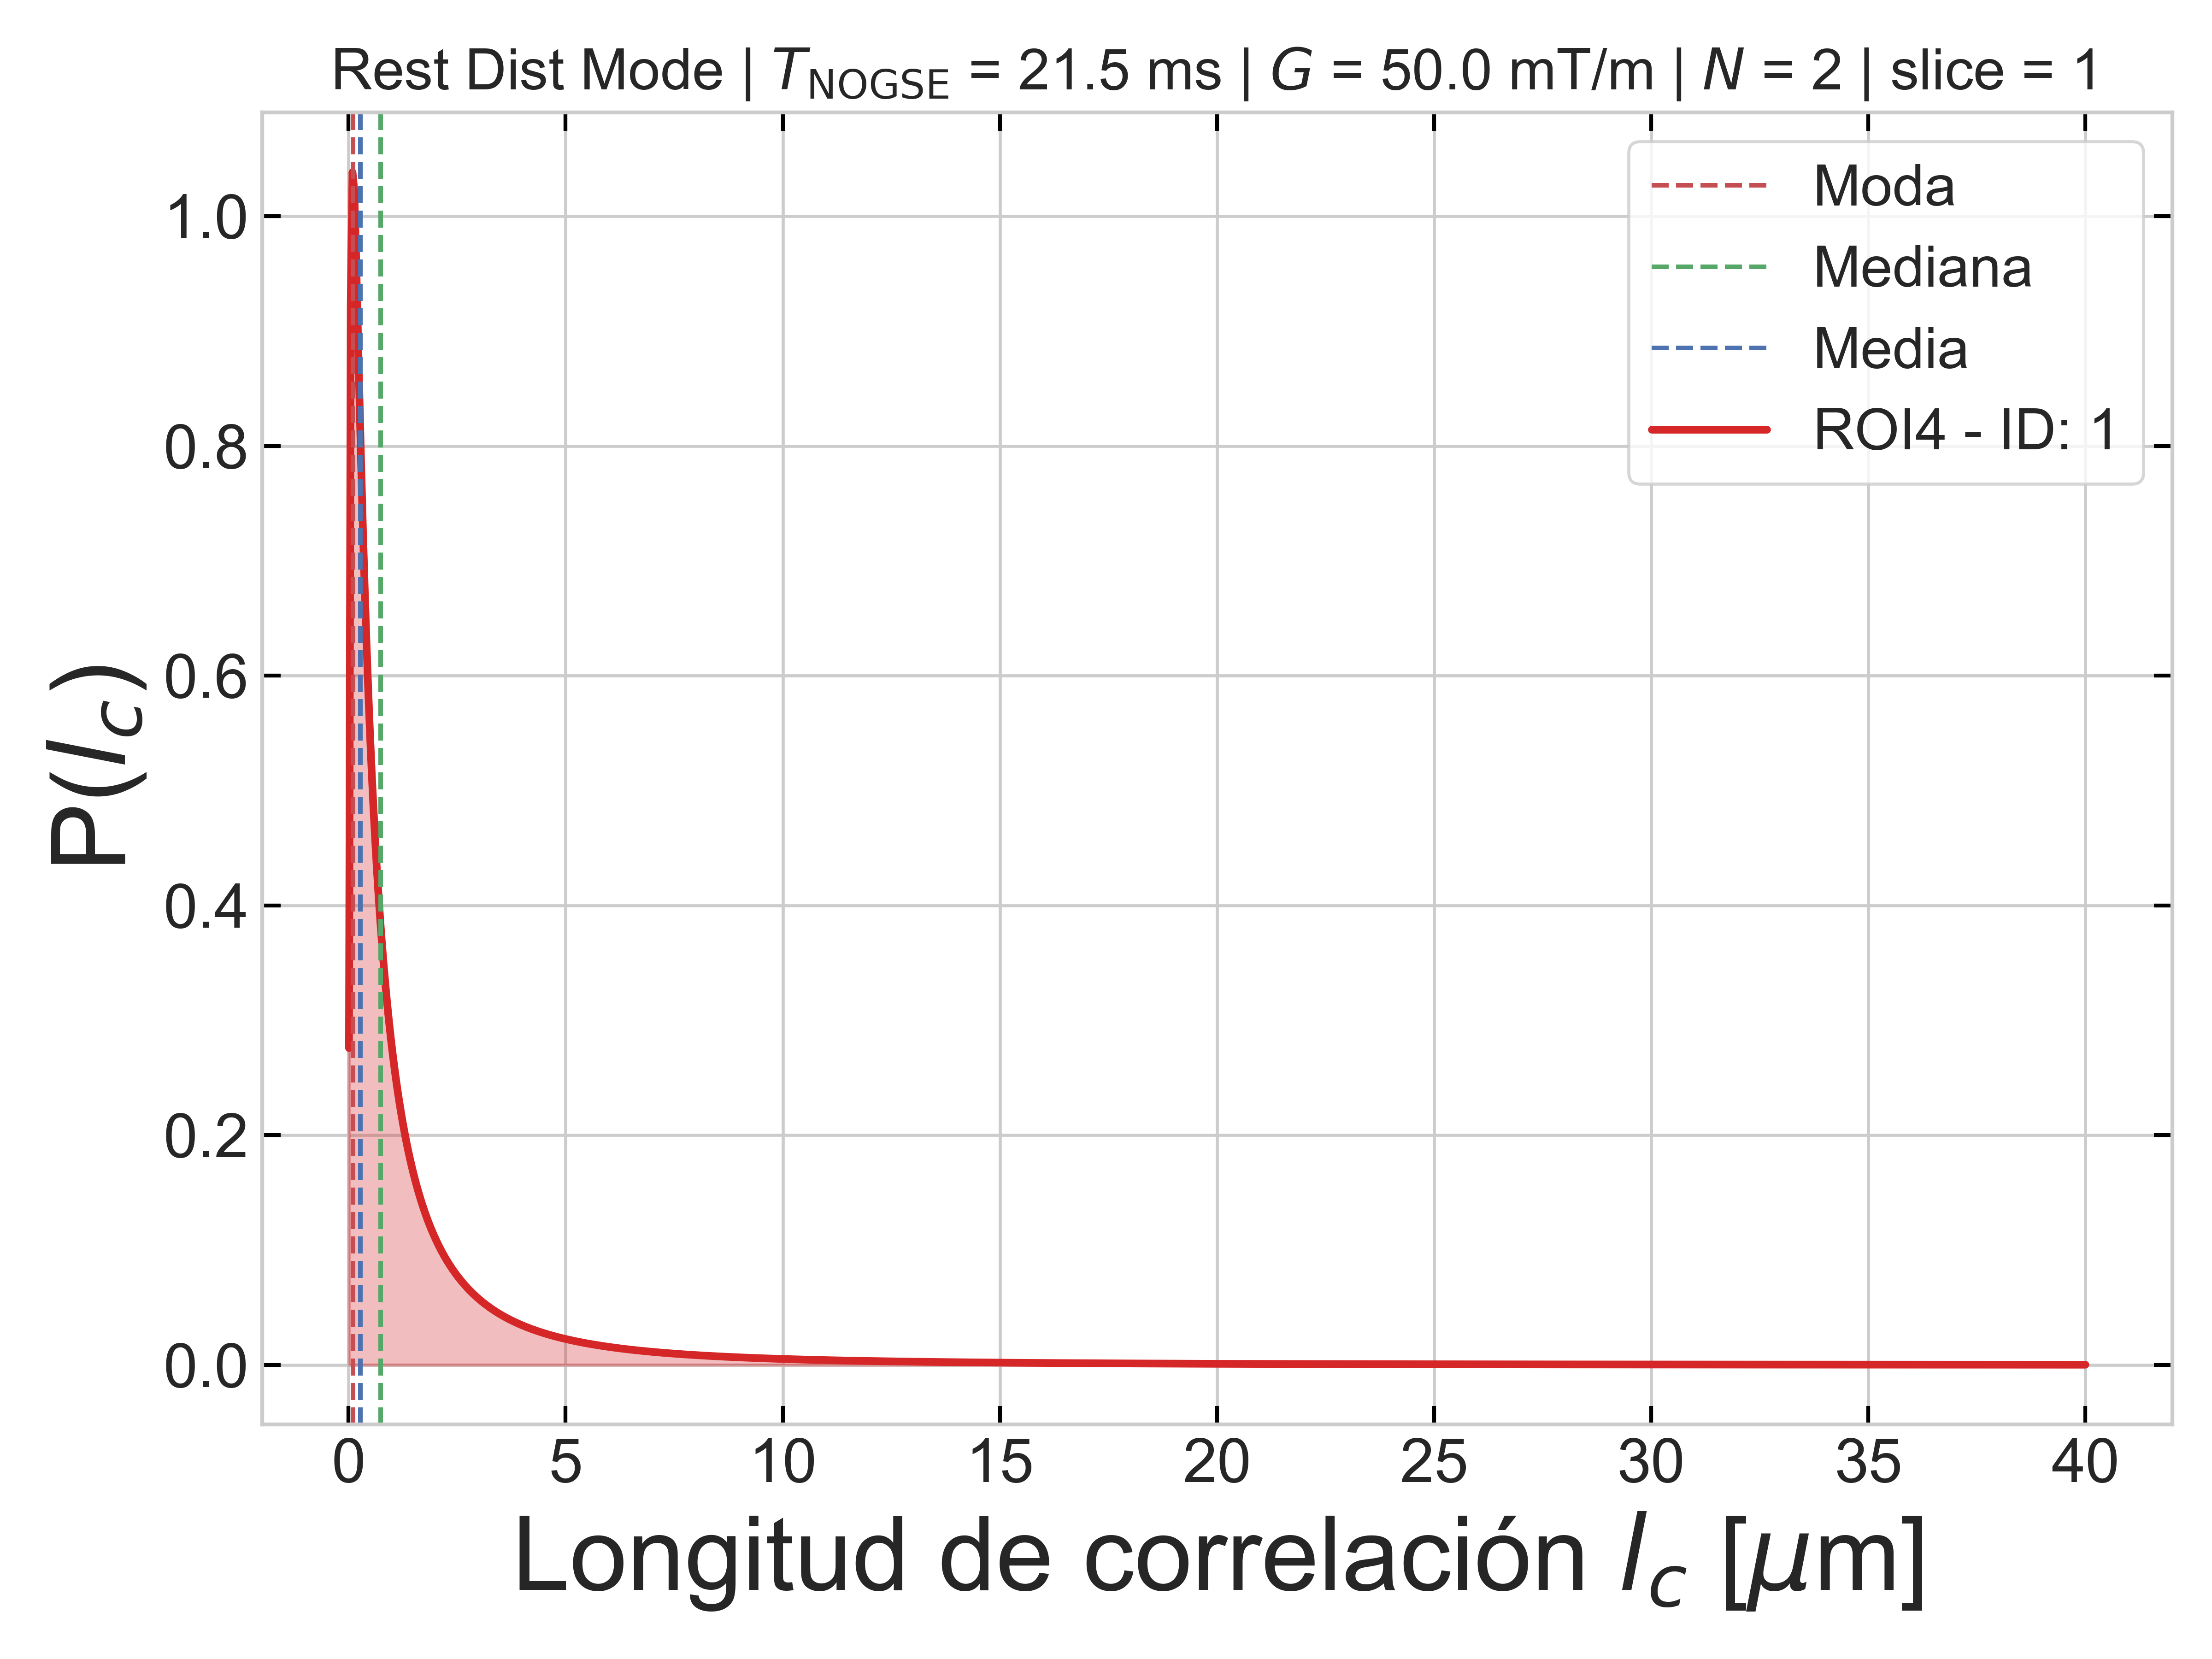 Rest Dist Mode | T_NOGSE = 21.5 ms | G = 50.0 mT/m | N = 2 | slice = 1
Moda
Mediana
Media
ROI4 - ID: 1
P(l_c)
1.0
0.8
0.6
0.4
0.2
0.0
0 5 10 15 20 25 30 35 40
Longitud de correlación l_c [μm]